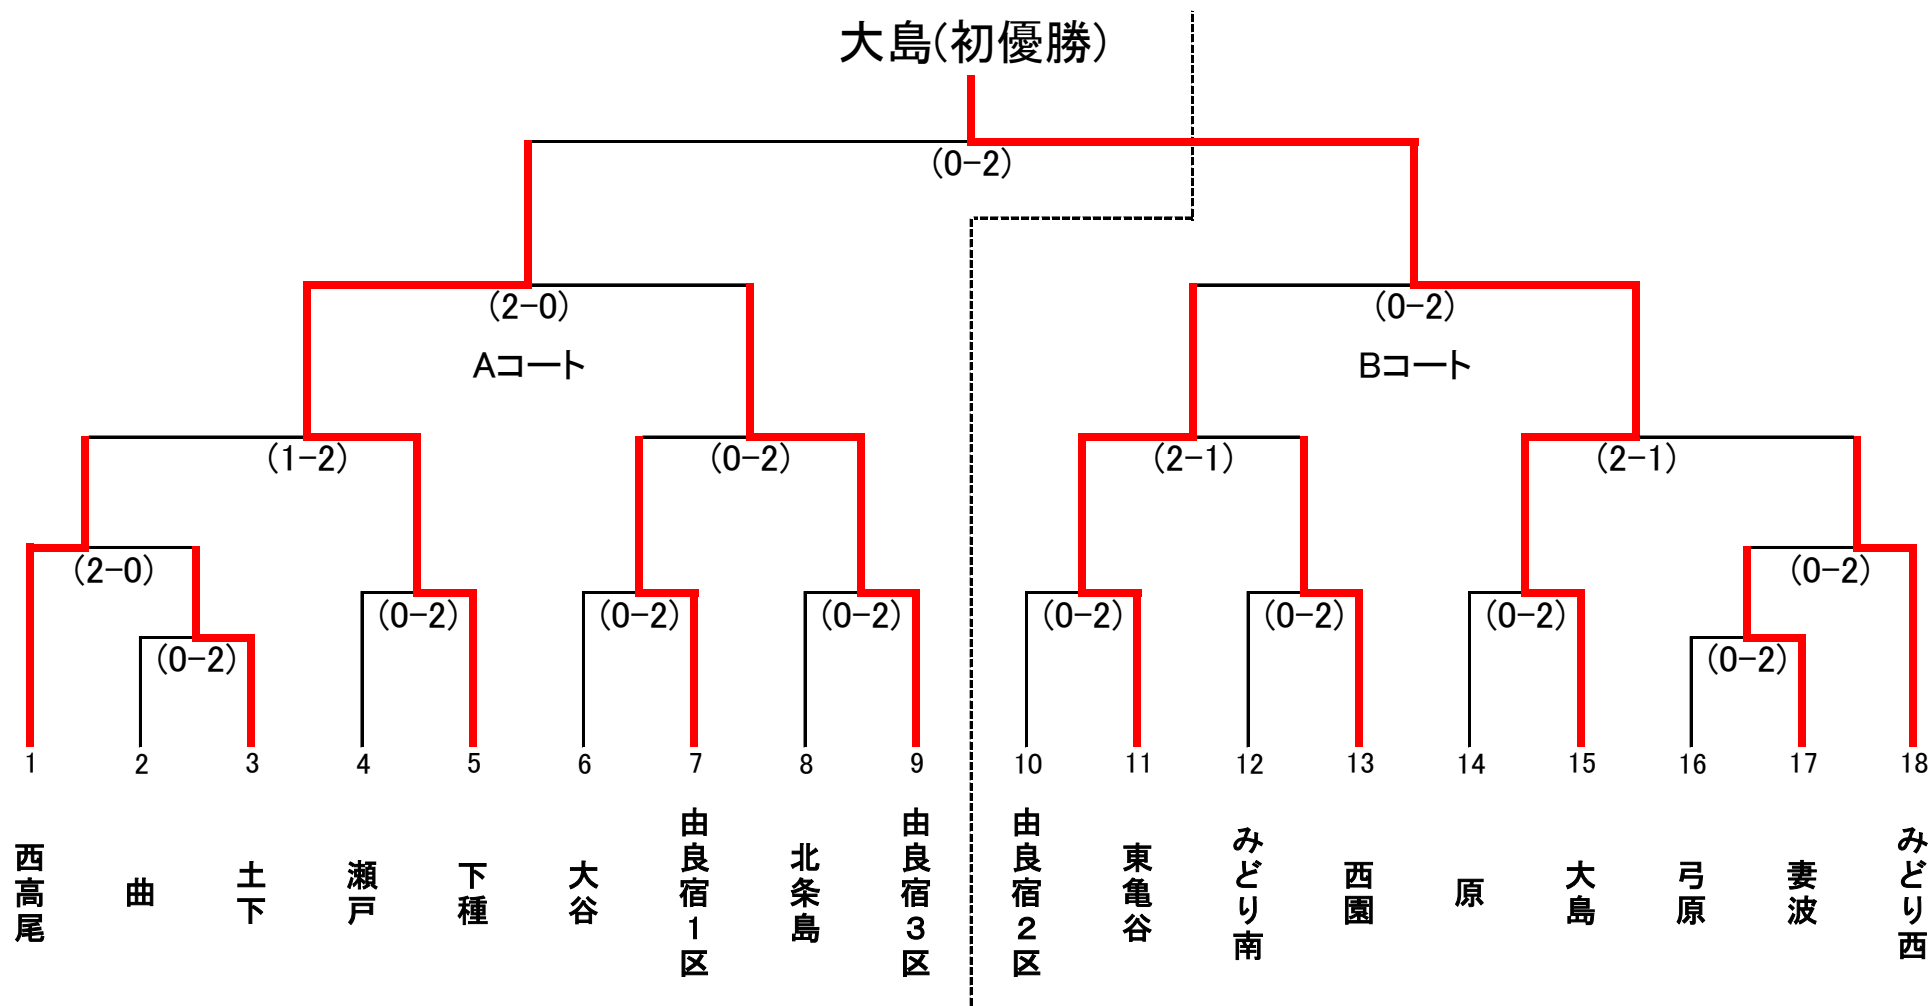 大島(初優勝)
(0-2)
(2-0)
(0-2)
Aコート
Bコート
(1-2)
(0-2)
(2-1)
(2-1)
(2-0)
(0-2)
(0-2)
(0-2)
(0-2)
(0-2)
(0-2)
(0-2)
(0-2)
(0-2)
1
2
3
4
5
6
7
8
9
10
11
12
13
14
15
16
17
18
西高尾
曲
土下
瀬戸
下種
大谷
由良宿1区
北条島
由良宿3区
由良宿2区
東亀谷
みどり南
西園
原
大島
弓原
妻波
みどり西